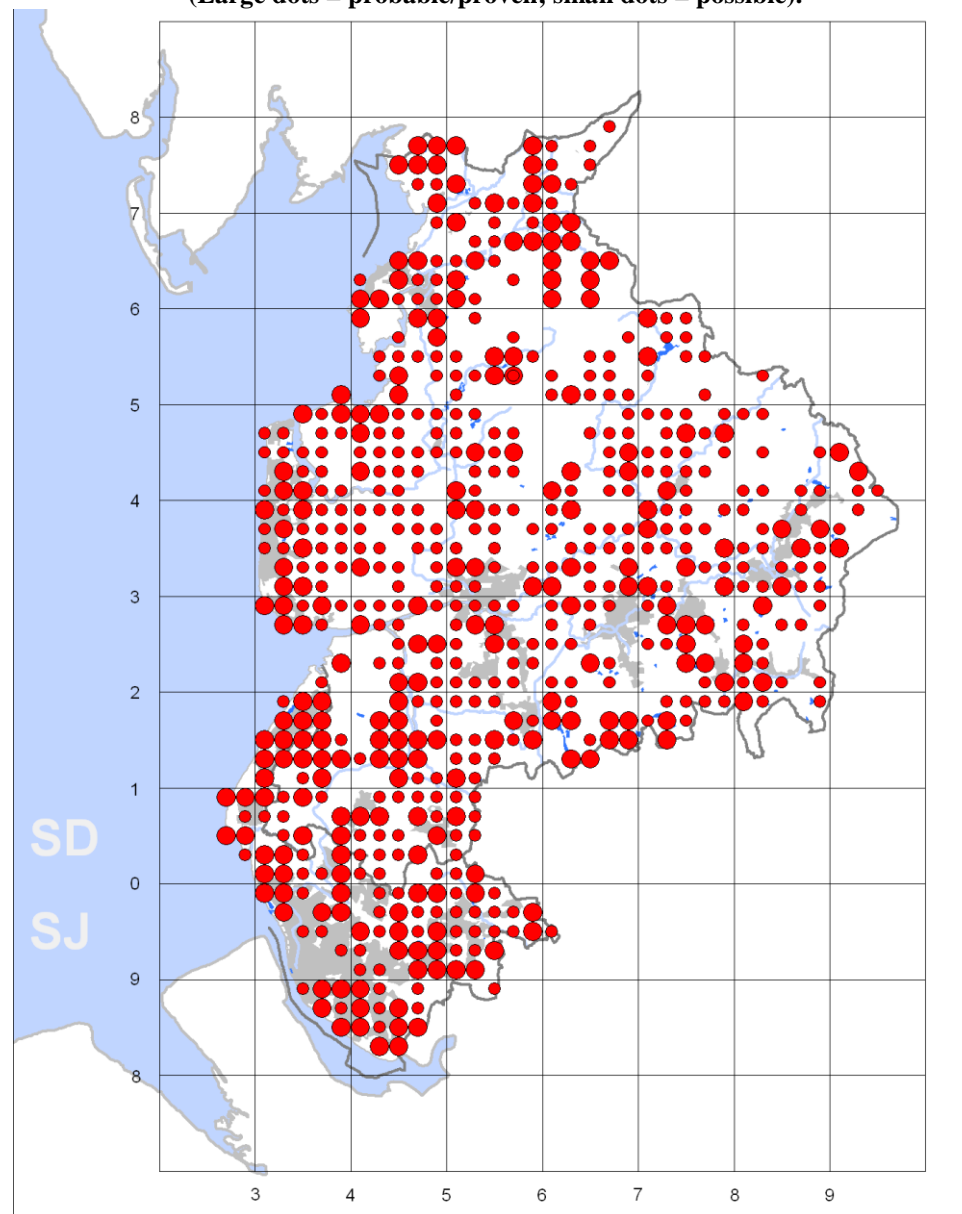 (Large dots = probable/proven; small dots = possible).
8
7
6
5
4
3
2
1
SD
0
SJ
9
8
3 4 5 6 7 8 9